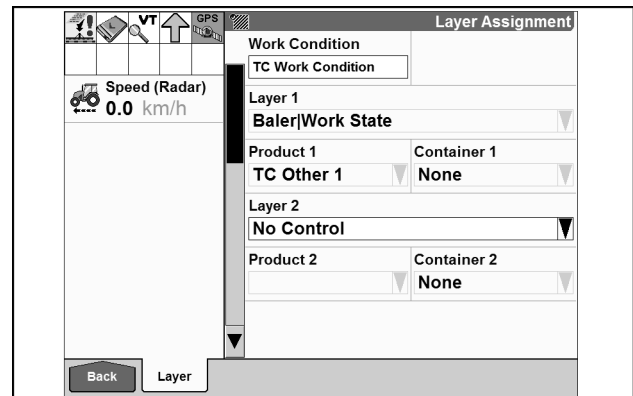 VT
GPS
Layer Assignment
Speed (Radar)
0.0 km/h
Work Condition
TC Work Condition
Layer 1
Baler|Work State
Product 1
Container 1
TC Other 1
None
Layer 2
No Control
Product 2
Container 2
None
Back
Layer